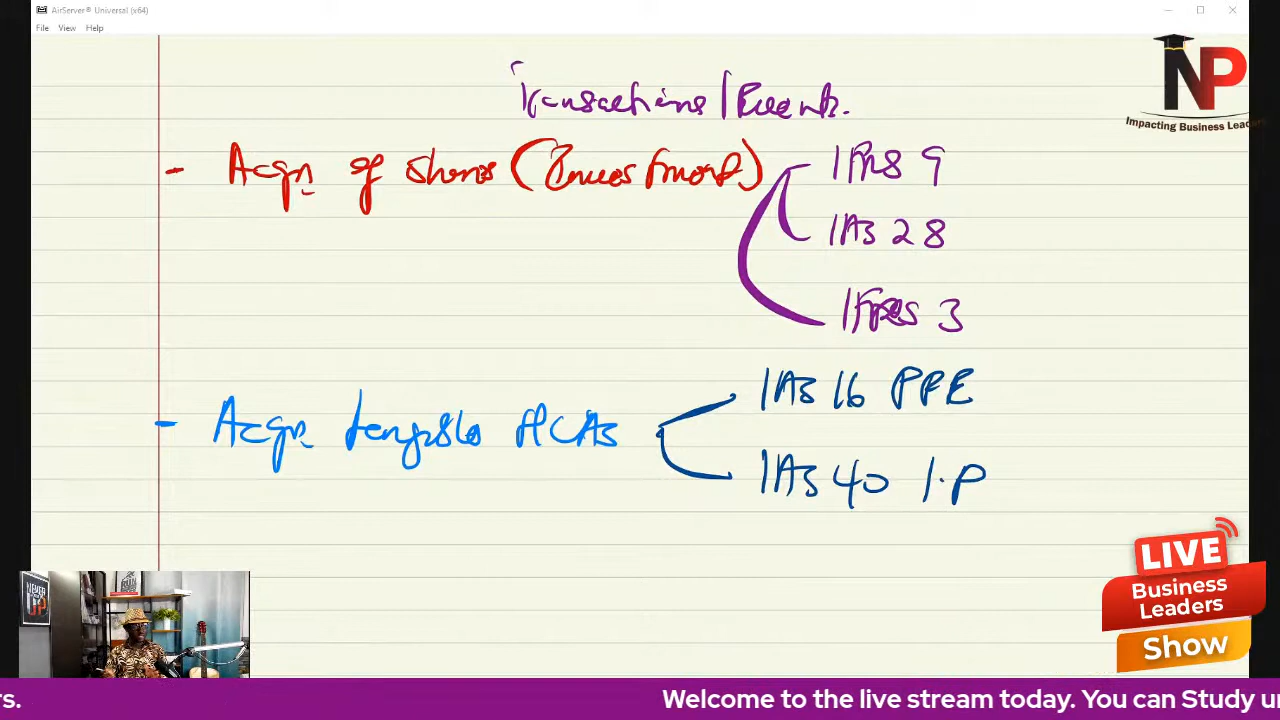 AirServer® Universal (x64)
File View Help
Transactions/Events.
NP
Impacting Business Leaders
- Acqn of shares (Investment)
IFRS 9
IAS 28
IFRS 3
- Acqn tangible NCAs
IAS 16 PPE
IAS 40 I.P
LIVE
Business
Leaders
Show
rs.
Welcome to the live stream today. You can Study u